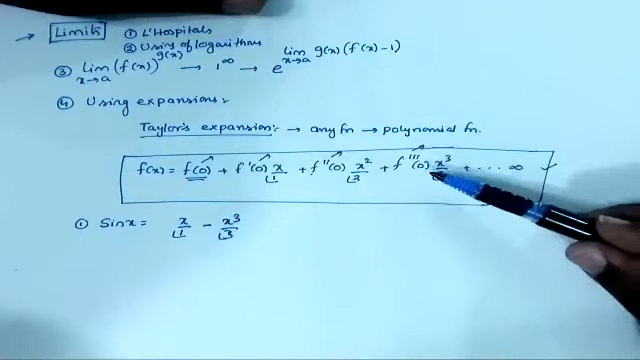 → Limits ① L'Hospitals
② Using of logarithms
③ lim x→a (f(x))^g(x) → 1^∞ → e^lim x→a g(x)(f(x)-1)
④ Using expansions:-
Taylor's expansion: → any fn → polynomial fn.
f(x) = f(0) + f'(0) x/⌊1 + f''(0) x²/⌊3 + f'''(0) x³ + .... ∞ ✓
① Sinx = x/⌊1 - x³/⌊3